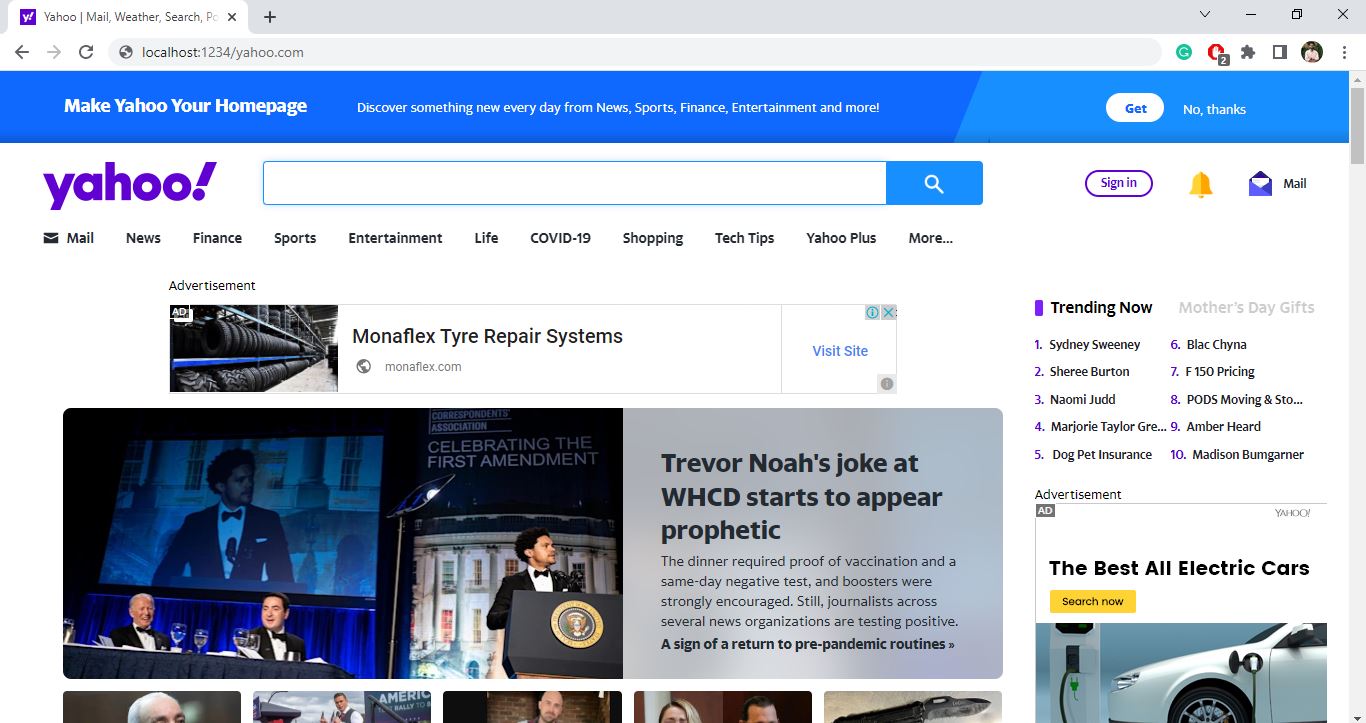 Yahoo | Mail, Weather, Search, Po
localhost:1234/yahoo.com
2
Make Yahoo Your Homepage
Discover something new every day from News, Sports, Finance, Entertainment and more!
Get
No, thanks
yahoo!
Sign in
Mail
Mail
News
Finance
Sports
Entertainment
Life
COVID-19
Shopping
Tech Tips
Yahoo Plus
More...
Advertisement
AD
Monaflex Tyre Repair Systems
monaflex.com
Visit Site
CORRESPONDENTS'
ASSOCIATION
CELEBRATING THE
FIRST AMENDMENT
Trevor Noah's joke at
WHCD starts to appear
prophetic
The dinner required proof of vaccination and a
same-day negative test, and boosters were
strongly encouraged. Still, journalists across
several news organizations are testing positive.
A sign of a return to pre-pandemic routines »
Trending Now
Mother's Day Gifts
1. Sydney Sweeney
2. Sheree Burton
3. Naomi Judd
4. Marjorie Taylor Gre...
5. Dog Pet Insurance
6. Blac Chyna
7. F 150 Pricing
8. PODS Moving & Sto...
9. Amber Heard
10. Madison Bumgarner
Advertisement
AD
YAHOO!
The Best All Electric Cars
Search now